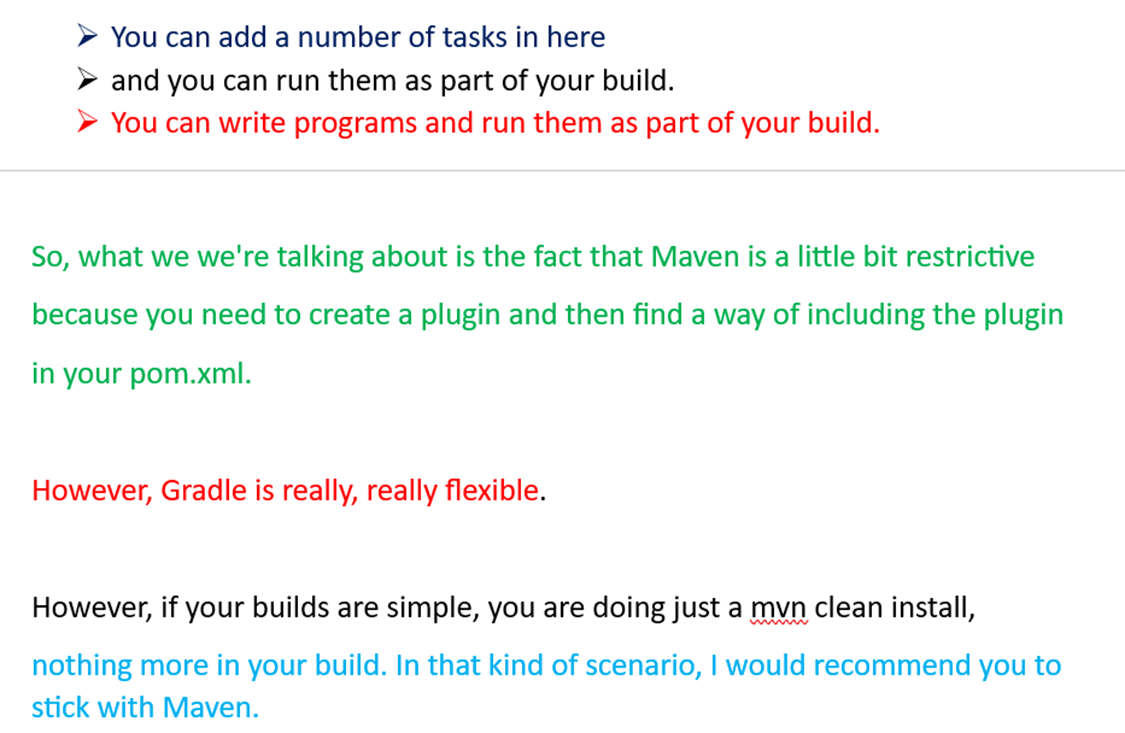 You can add a number of tasks in here
and you can run them as part of your build.
You can write programs and run them as part of your build.
So, what we we're talking about is the fact that Maven is a little bit restrictive
because you need to create a plugin and then find a way of including the plugin
in your pom.xml.
However, Gradle is really, really flexible.
However, if your builds are simple, you are doing just a mvn clean install,
nothing more in your build. In that kind of scenario, I would recommend you to
stick with Maven.